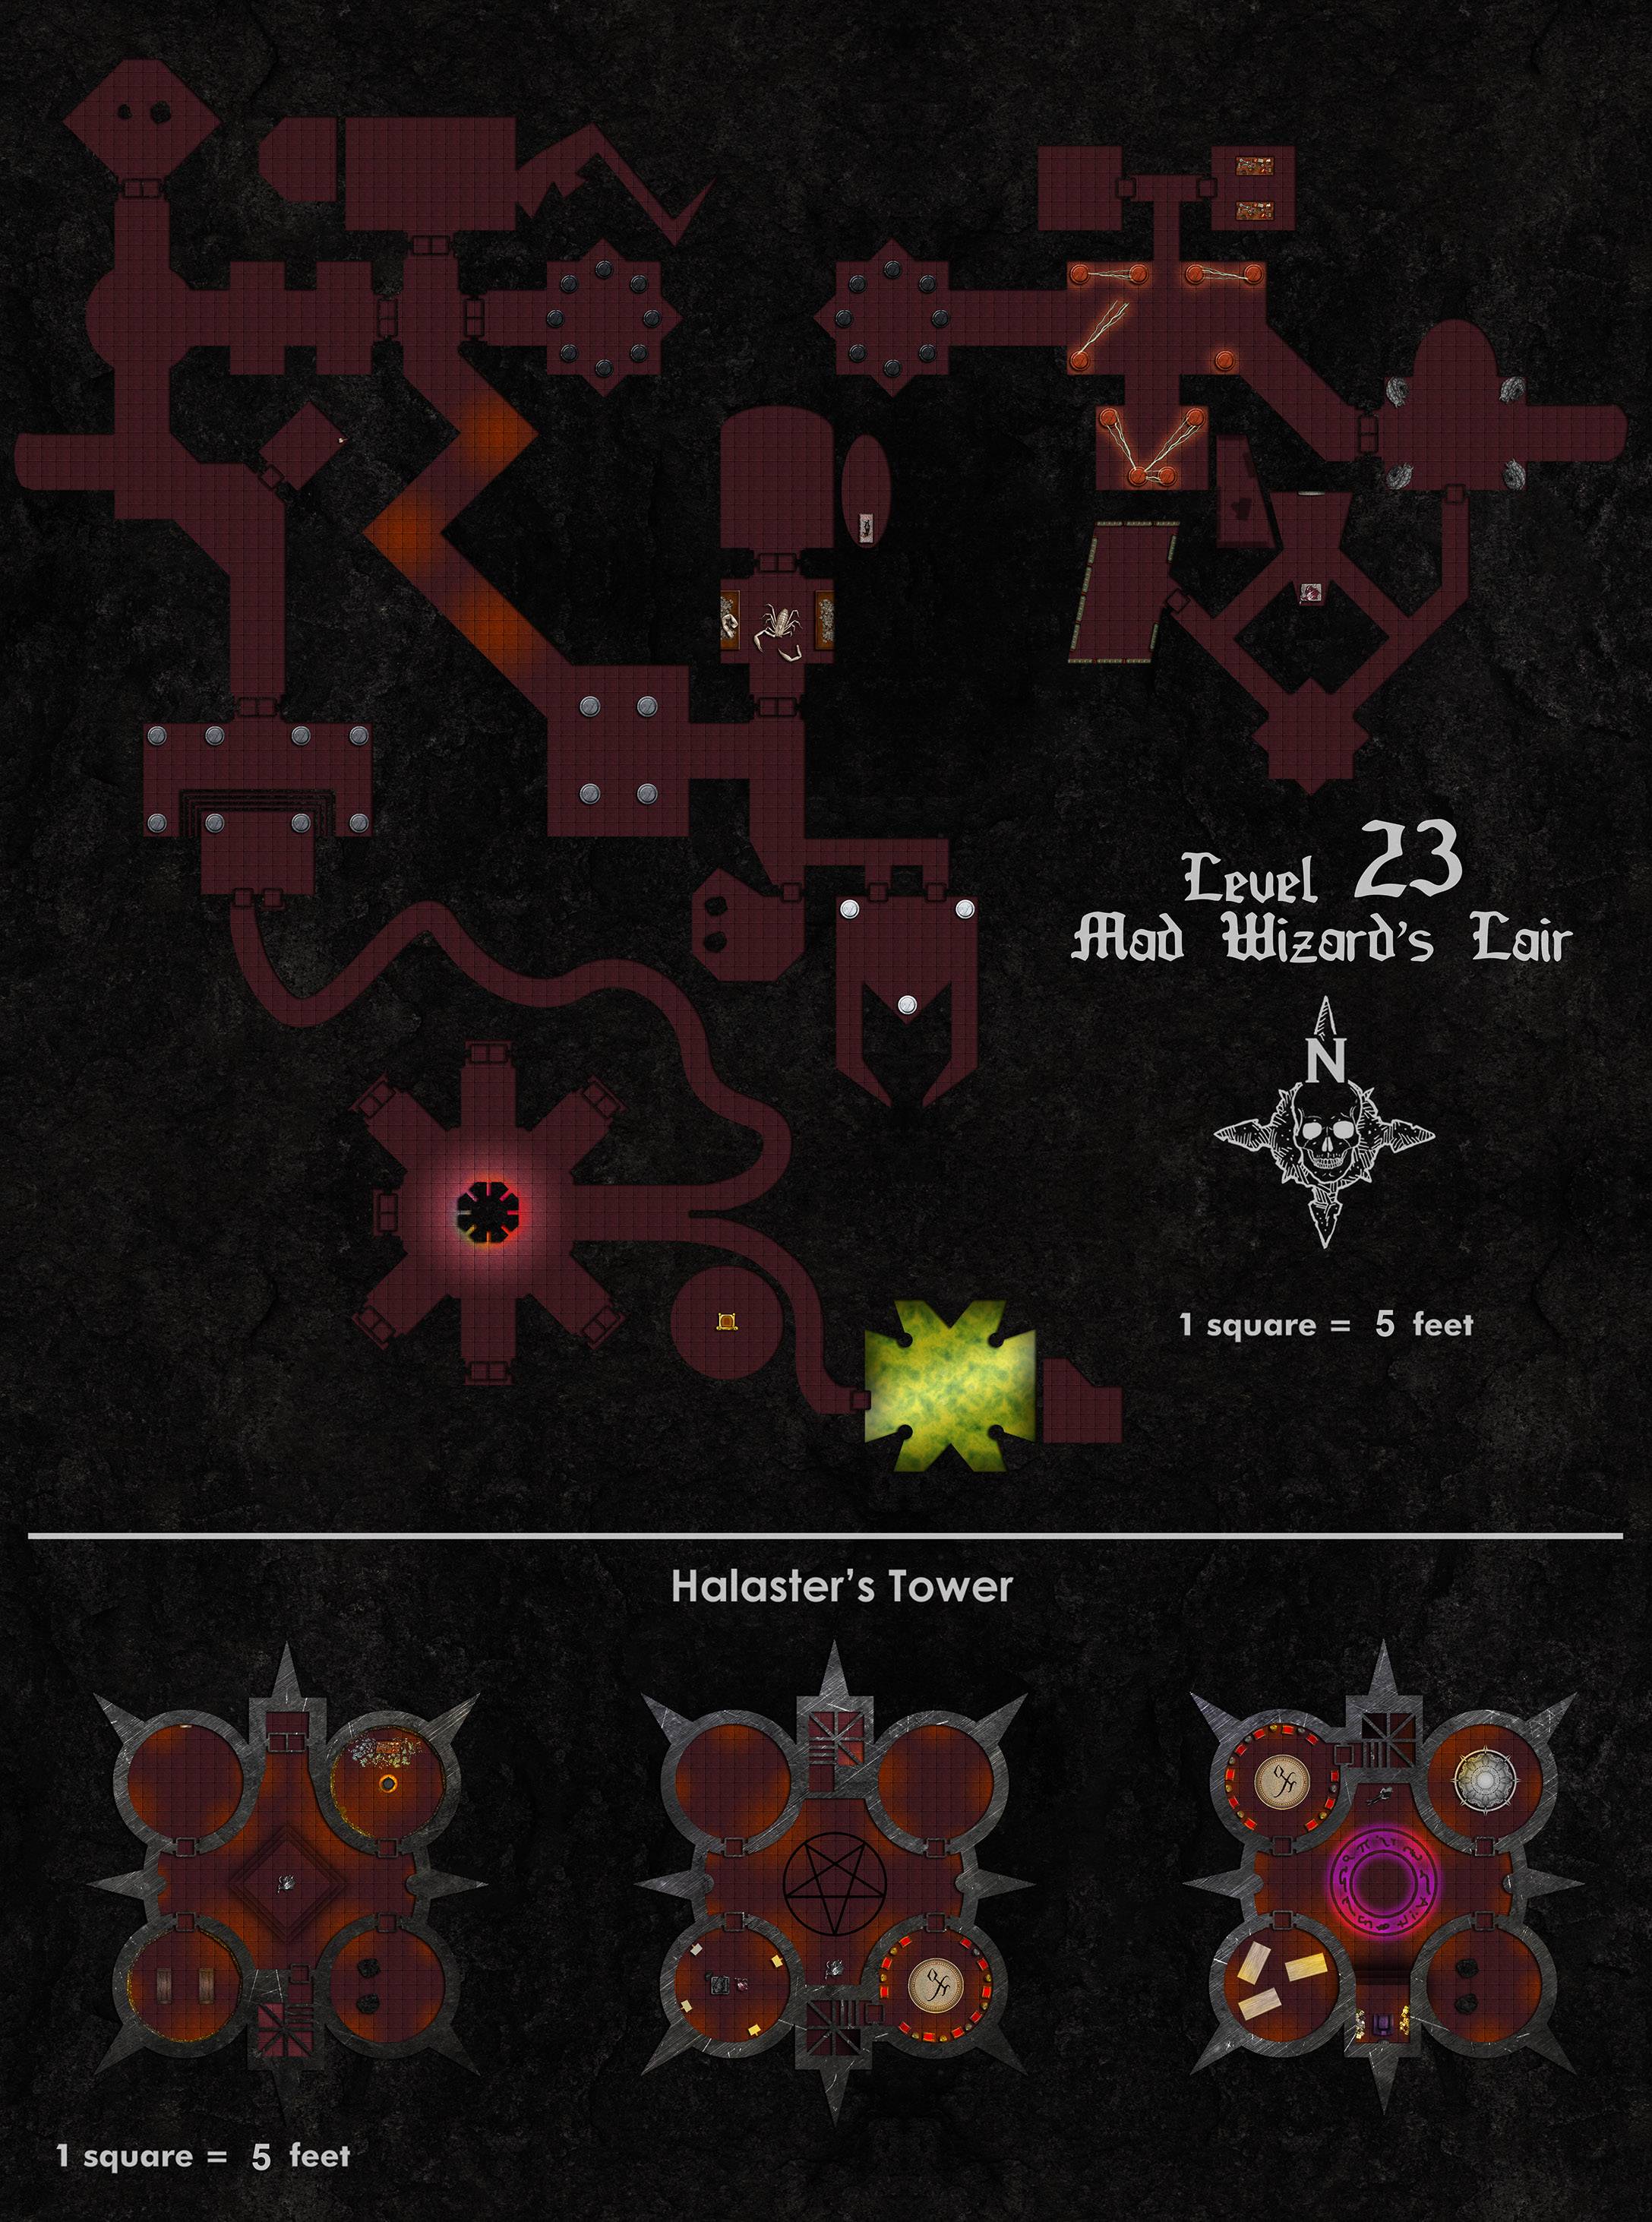 Level 23
Mad Wizard's Lair
N
1 square = 5 feet
Halaster's Tower
1 square = 5 feet